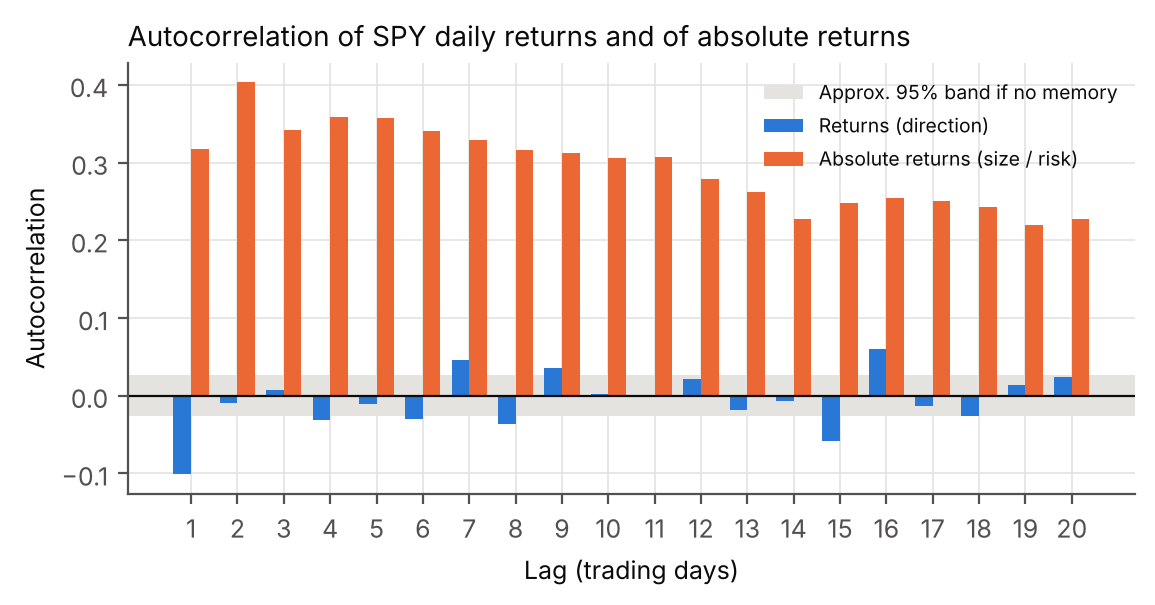 Autocorrelation of SPY daily returns and of absolute returns
Approx. 95% band if no memory
Returns (direction)
Absolute returns (size / risk)
Autocorrelation
0.4
0.3
0.2
0.1
0.0
−0.1
1 2 3 4 5 6 7 8 9 10 11 12 13 14 15 16 17 18 19 20
Lag (trading days)